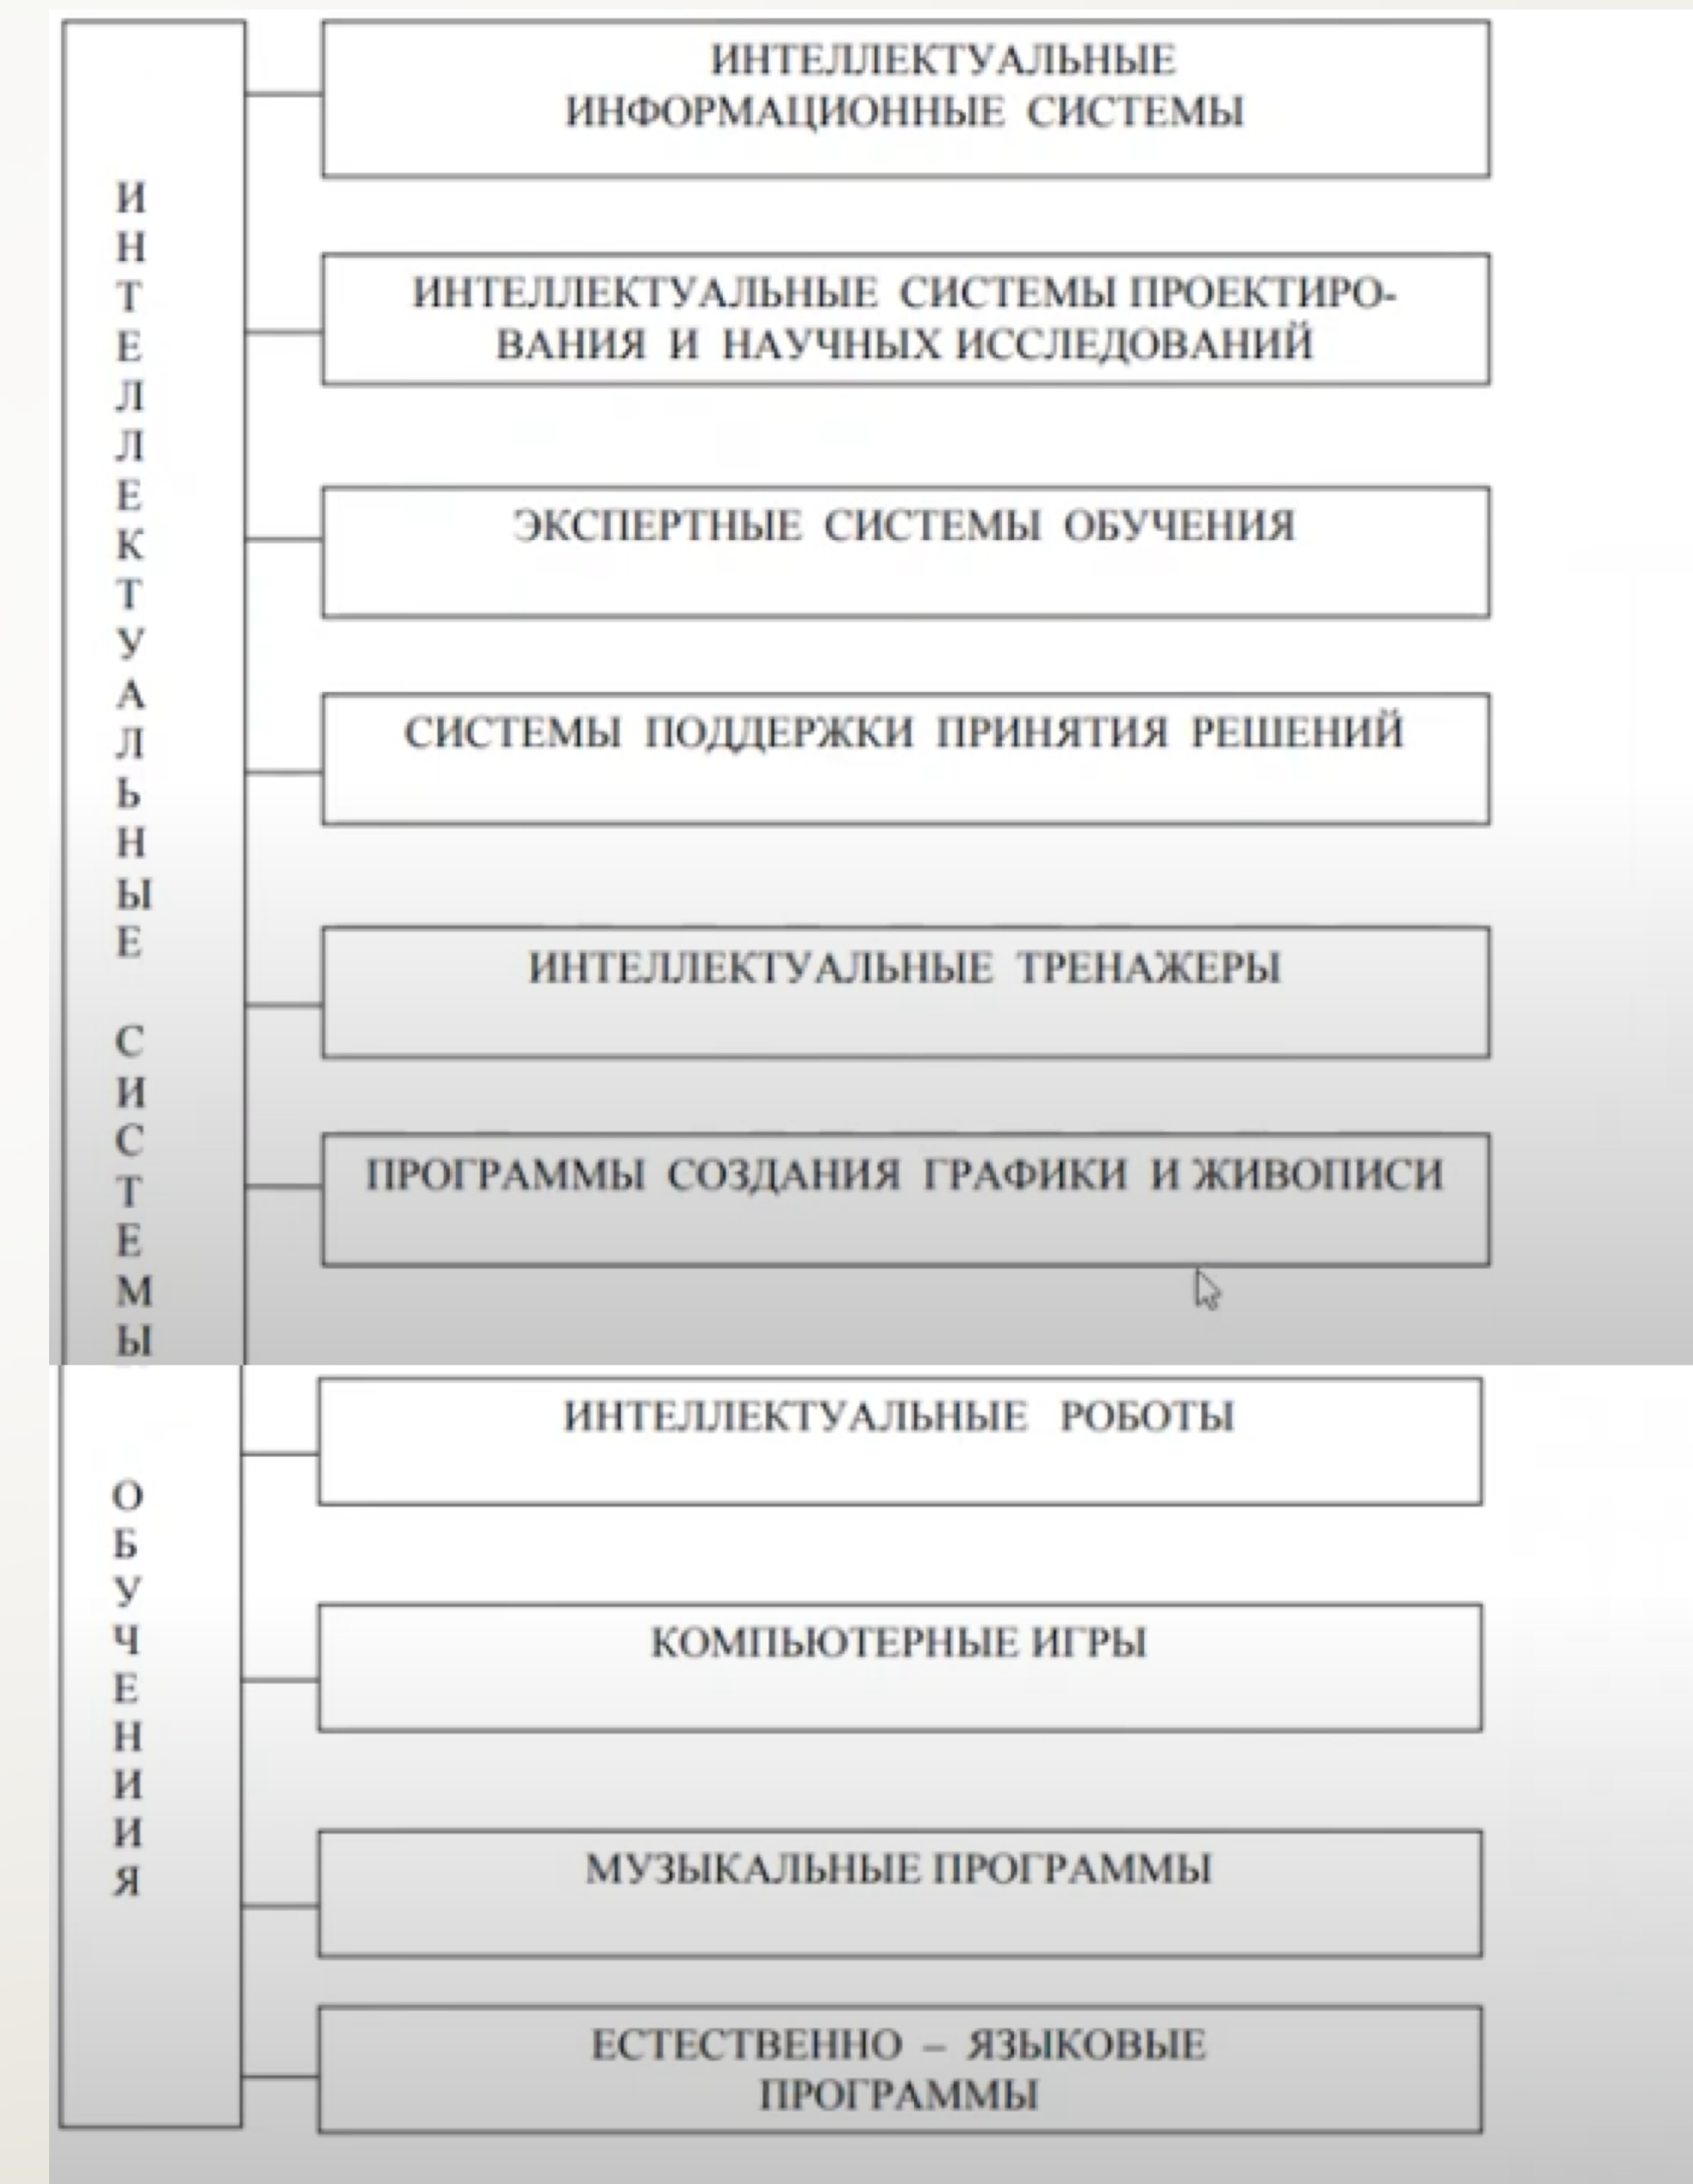 ИНТЕЛЛЕКТУАЛЬНЫЕ СИСТЕМЫ ОБУЧЕНИЯ
ИНТЕЛЛЕКТУАЛЬНЫЕ
ИНФОРМАЦИОННЫЕ СИСТЕМЫ
ИНТЕЛЛЕКТУАЛЬНЫЕ СИСТЕМЫ ПРОЕКТИРО-
ВАНИЯ И НАУЧНЫХ ИССЛЕДОВАНИЙ
ЭКСПЕРТНЫЕ СИСТЕМЫ ОБУЧЕНИЯ
СИСТЕМЫ ПОДДЕРЖКИ ПРИНЯТИЯ РЕШЕНИЙ
ИНТЕЛЛЕКТУАЛЬНЫЕ ТРЕНАЖЕРЫ
ПРОГРАММЫ СОЗДАНИЯ ГРАФИКИ И ЖИВОПИСИ
ИНТЕЛЛЕКТУАЛЬНЫЕ РОБОТЫ
КОМПЬЮТЕРНЫЕ ИГРЫ
МУЗЫКАЛЬНЫЕ ПРОГРАММЫ
ЕСТЕСТВЕННО – ЯЗЫКОВЫЕ
ПРОГРАММЫ